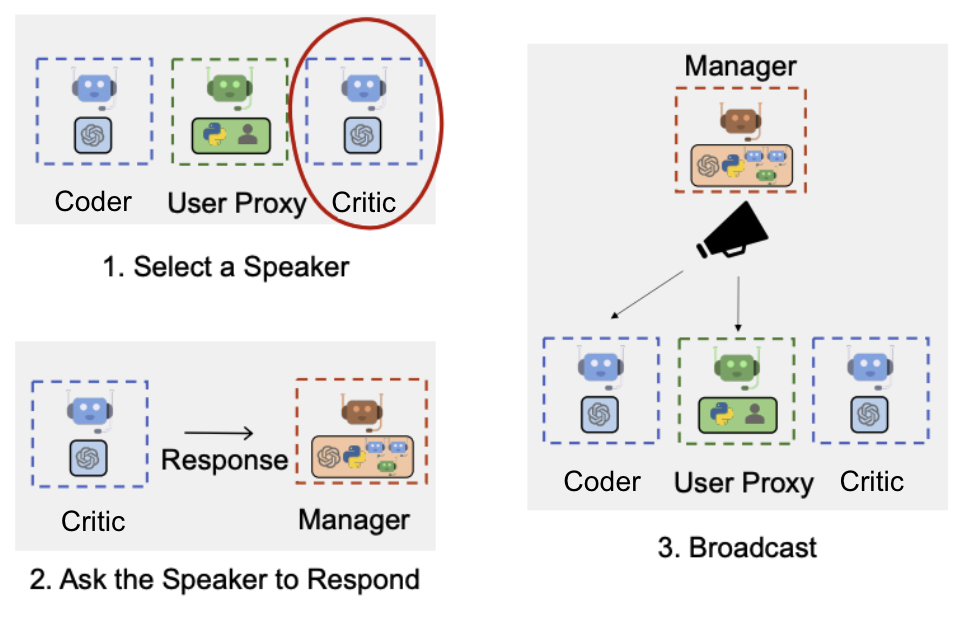 Coder
User Proxy
Critic
1. Select a Speaker
Response
Critic
Manager
2. Ask the Speaker to Respond
Manager
Coder
User Proxy
Critic
3. Broadcast